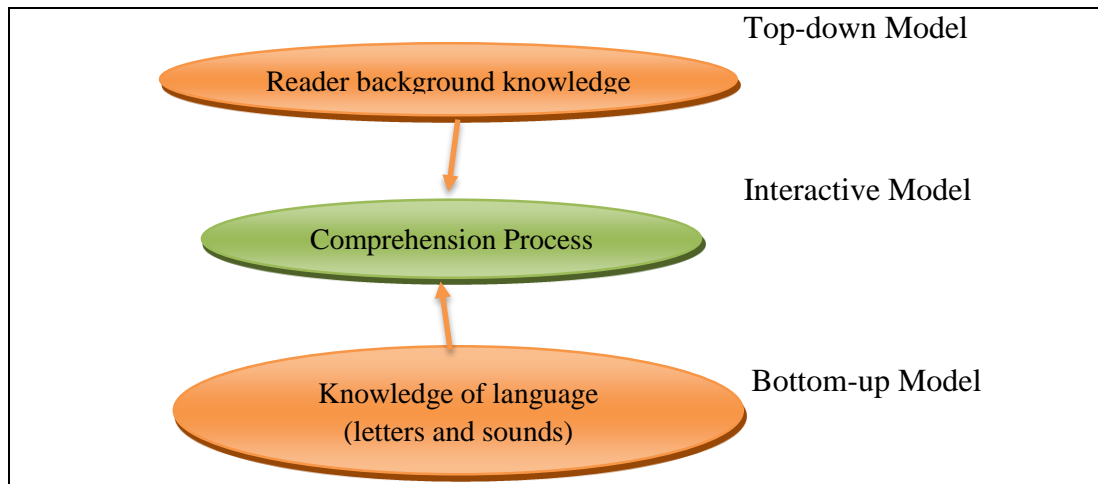 Top-down Model
Reader background knowledge
Interactive Model
Comprehension Process
Bottom-up Model
Knowledge of language
(letters and sounds)